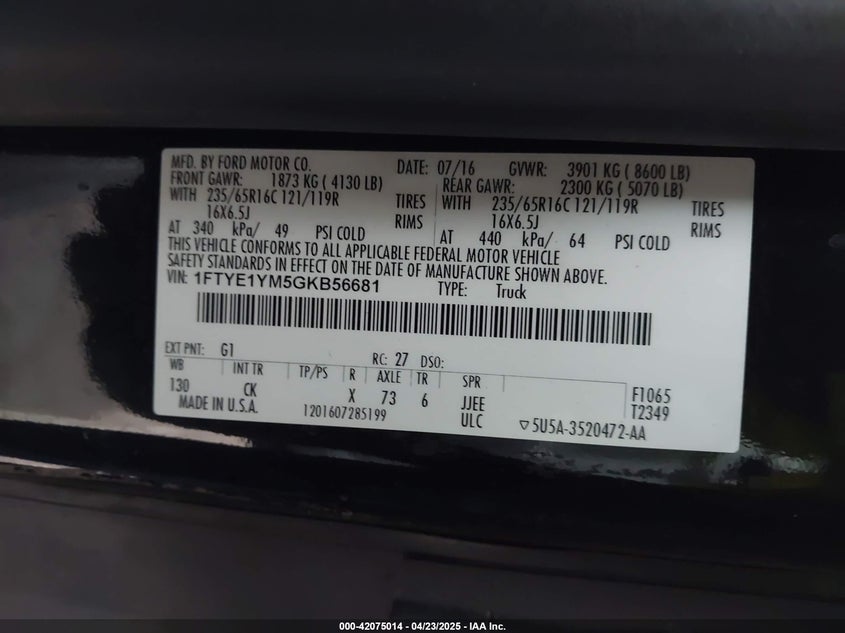 MFD. BY FORD MOTOR CO. DATE: 07/16 GVWR: 3901 KG ( 8600 LB)
FRONT GAWR: 1873 KG ( 4130 LB) REAR GAWR: 2300 KG ( 5070 LB)
WITH 235/65R16C 121/119R TIRES WITH 235/65R16C 121/119R TIRES
16X6.5J RIMS 16X6.5J RIMS
AT 340 kPa/ 49 PSI COLD AT 440 kPa/ 64 PSI COLD
THIS VEHICLE CONFORMS TO ALL APPLICABLE FEDERAL MOTOR VEHICLE
SAFETY STANDARDS IN EFFECT ON THE DATE OF MANUFACTURE SHOWN ABOVE.
VIN: 1FTYE1YM5GKB56681 TYPE: Truck
EXT PNT: G1 RC: 27 DSO:
WB INT TR TP/PS R AXLE TR SPR
130 CK X 73 6 JJEE F1065
MADE IN U.S.A. 1201607285199 ULC T2349
▽5U5A-3520472-AA
000-42075014 - 04/23/2025 - IAA Inc.